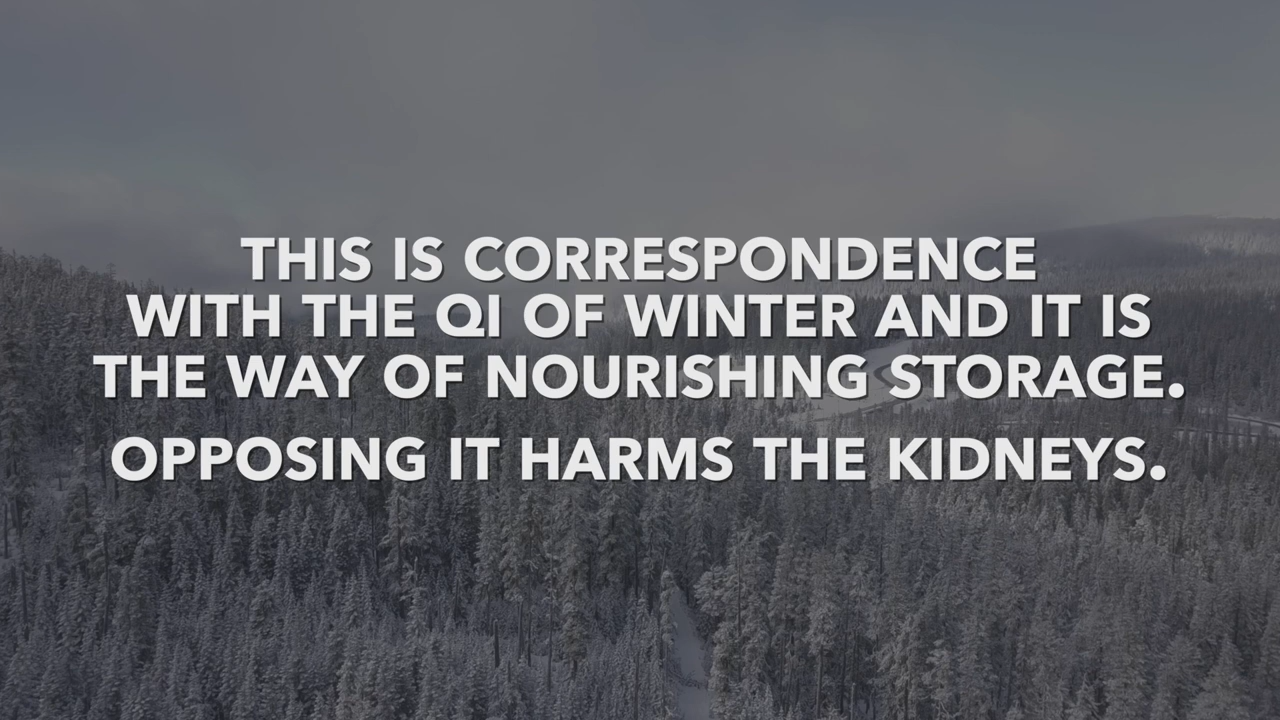 THIS IS CORRESPONDENCE
WITH THE QI OF WINTER AND IT IS
THE WAY OF NOURISHING STORAGE.
OPPOSING IT HARMS THE KIDNEYS.